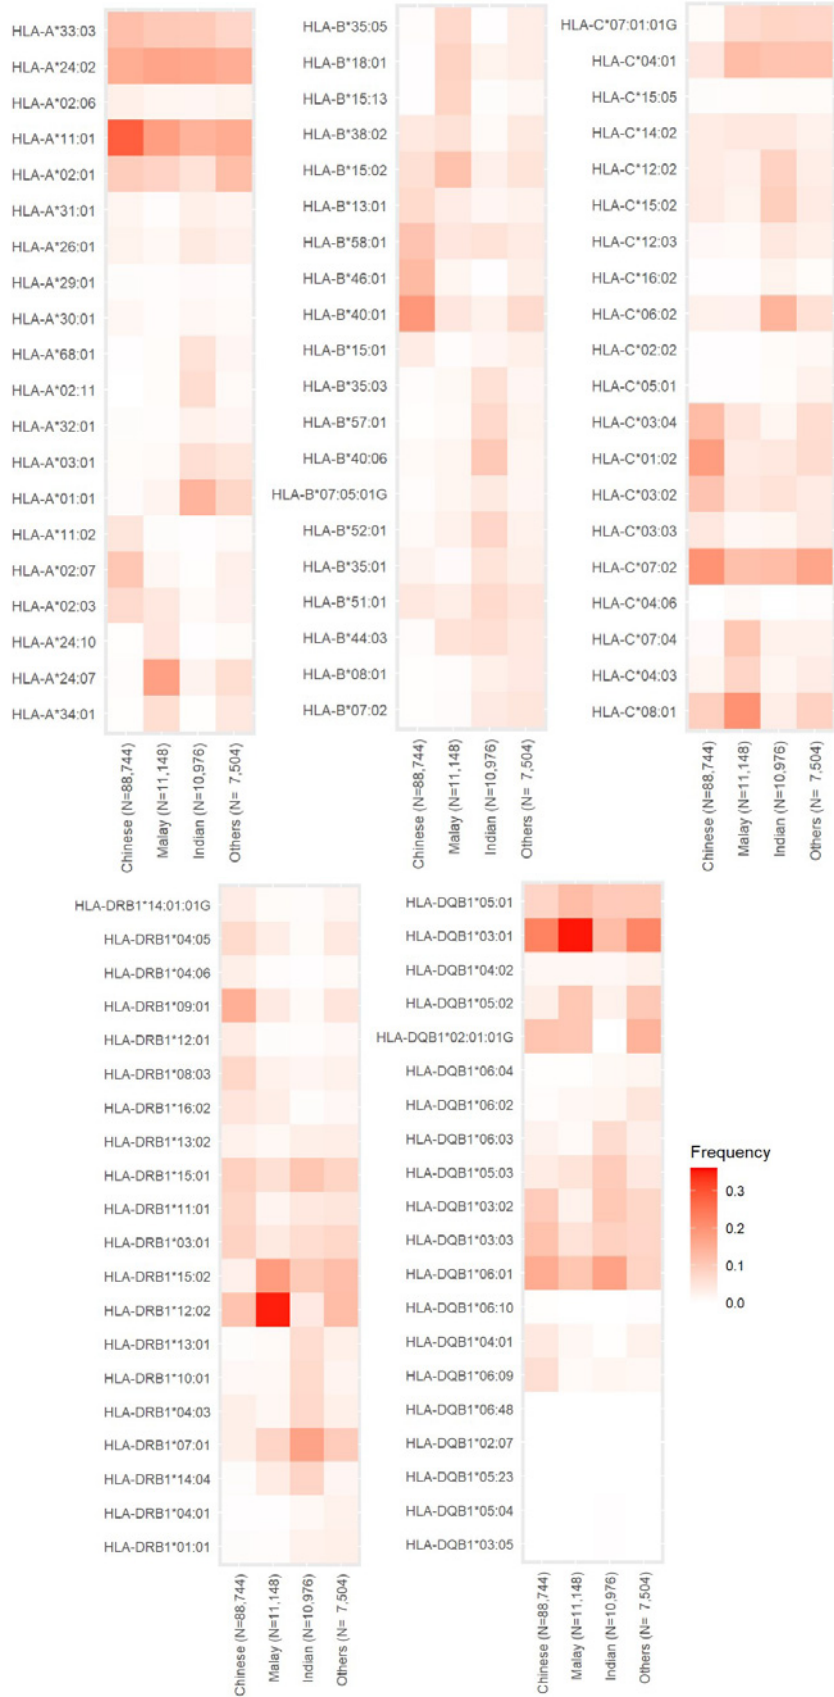 HLA-A*33:03
HLA-A*24:02
HLA-A*02:06
HLA-A*11:01
HLA-A*02:01
HLA-A*31:01
HLA-A*26:01
HLA-A*29:01
HLA-A*30:01
HLA-A*68:01
HLA-A*02:11
HLA-A*32:01
HLA-A*03:01
HLA-A*01:01
HLA-A*11:02
HLA-A*02:07
HLA-A*02:03
HLA-A*24:10
HLA-A*24:07
HLA-A*34:01
Chinese (N=88,744)
Malay (N=11,148)
Indian (N=10,976)
Others (N= 7,504)
HLA-B*35:05
HLA-B*18:01
HLA-B*15:13
HLA-B*38:02
HLA-B*15:02
HLA-B*13:01
HLA-B*58:01
HLA-B*46:01
HLA-B*40:01
HLA-B*15:01
HLA-B*35:03
HLA-B*57:01
HLA-B*40:06
HLA-B*07:05:01G
HLA-B*52:01
HLA-B*35:01
HLA-B*51:01
HLA-B*44:03
HLA-B*08:01
HLA-B*07:02
Chinese (N=88,744)
Malay (N=11,148)
Indian (N=10,976)
Others (N= 7,504)
HLA-C*07:01:01G
HLA-C*04:01
HLA-C*15:05
HLA-C*14:02
HLA-C*12:02
HLA-C*15:02
HLA-C*12:03
HLA-C*16:02
HLA-C*06:02
HLA-C*02:02
HLA-C*05:01
HLA-C*03:04
HLA-C*01:02
HLA-C*03:02
HLA-C*03:03
HLA-C*07:02
HLA-C*04:06
HLA-C*07:04
HLA-C*04:03
HLA-C*08:01
Chinese (N=88,744)
Malay (N=11,148)
Indian (N=10,976)
Others (N= 7,504)
HLA-DRB1*14:01:01G
HLA-DRB1*04:05
HLA-DRB1*04:06
HLA-DRB1*09:01
HLA-DRB1*12:01
HLA-DRB1*08:03
HLA-DRB1*16:02
HLA-DRB1*13:02
HLA-DRB1*15:01
HLA-DRB1*11:01
HLA-DRB1*03:01
HLA-DRB1*15:02
HLA-DRB1*12:02
HLA-DRB1*13:01
HLA-DRB1*10:01
HLA-DRB1*04:03
HLA-DRB1*07:01
HLA-DRB1*14:04
HLA-DRB1*04:01
HLA-DRB1*01:01
Chinese (N=88,744)
Malay (N=11,148)
Indian (N=10,976)
Others (N= 7,504)
HLA-DQB1*05:01
HLA-DQB1*03:01
HLA-DQB1*04:02
HLA-DQB1*05:02
HLA-DQB1*02:01:01G
HLA-DQB1*06:04
HLA-DQB1*06:02
HLA-DQB1*06:03
HLA-DQB1*05:03
HLA-DQB1*03:02
HLA-DQB1*03:03
HLA-DQB1*06:01
HLA-DQB1*06:10
HLA-DQB1*04:01
HLA-DQB1*06:09
HLA-DQB1*06:48
HLA-DQB1*02:07
HLA-DQB1*05:23
HLA-DQB1*05:04
HLA-DQB1*03:05
Chinese (N=88,744)
Malay (N=11,148)
Indian (N=10,976)
Others (N= 7,504)
Frequency
0.3
0.2
0.1
0.0